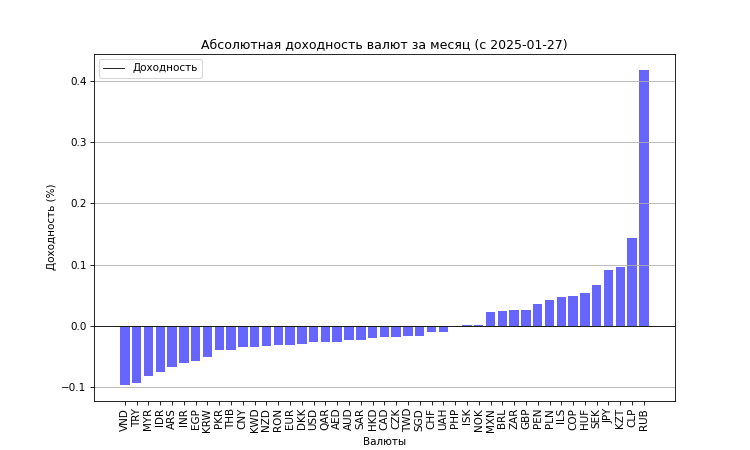 Абсолютная доходность валют за месяц (с 2025-01-27)
Доходность
0.4
0.3
0.2
0.1
0.0
−0.1
Доходность (%)
VND TRY MYR IDR ARS INR EGP KRW PKR THB CNY KWD NZD RON EUR DKK USD QAR AED AUD SAR HKD CAD CZK TWD SGD CHF UAH PHP ISK NOK MXN BRL ZAR GBP PEN PLN ILS COP HUF SEK JPY KZT CLP RUB
Валюты